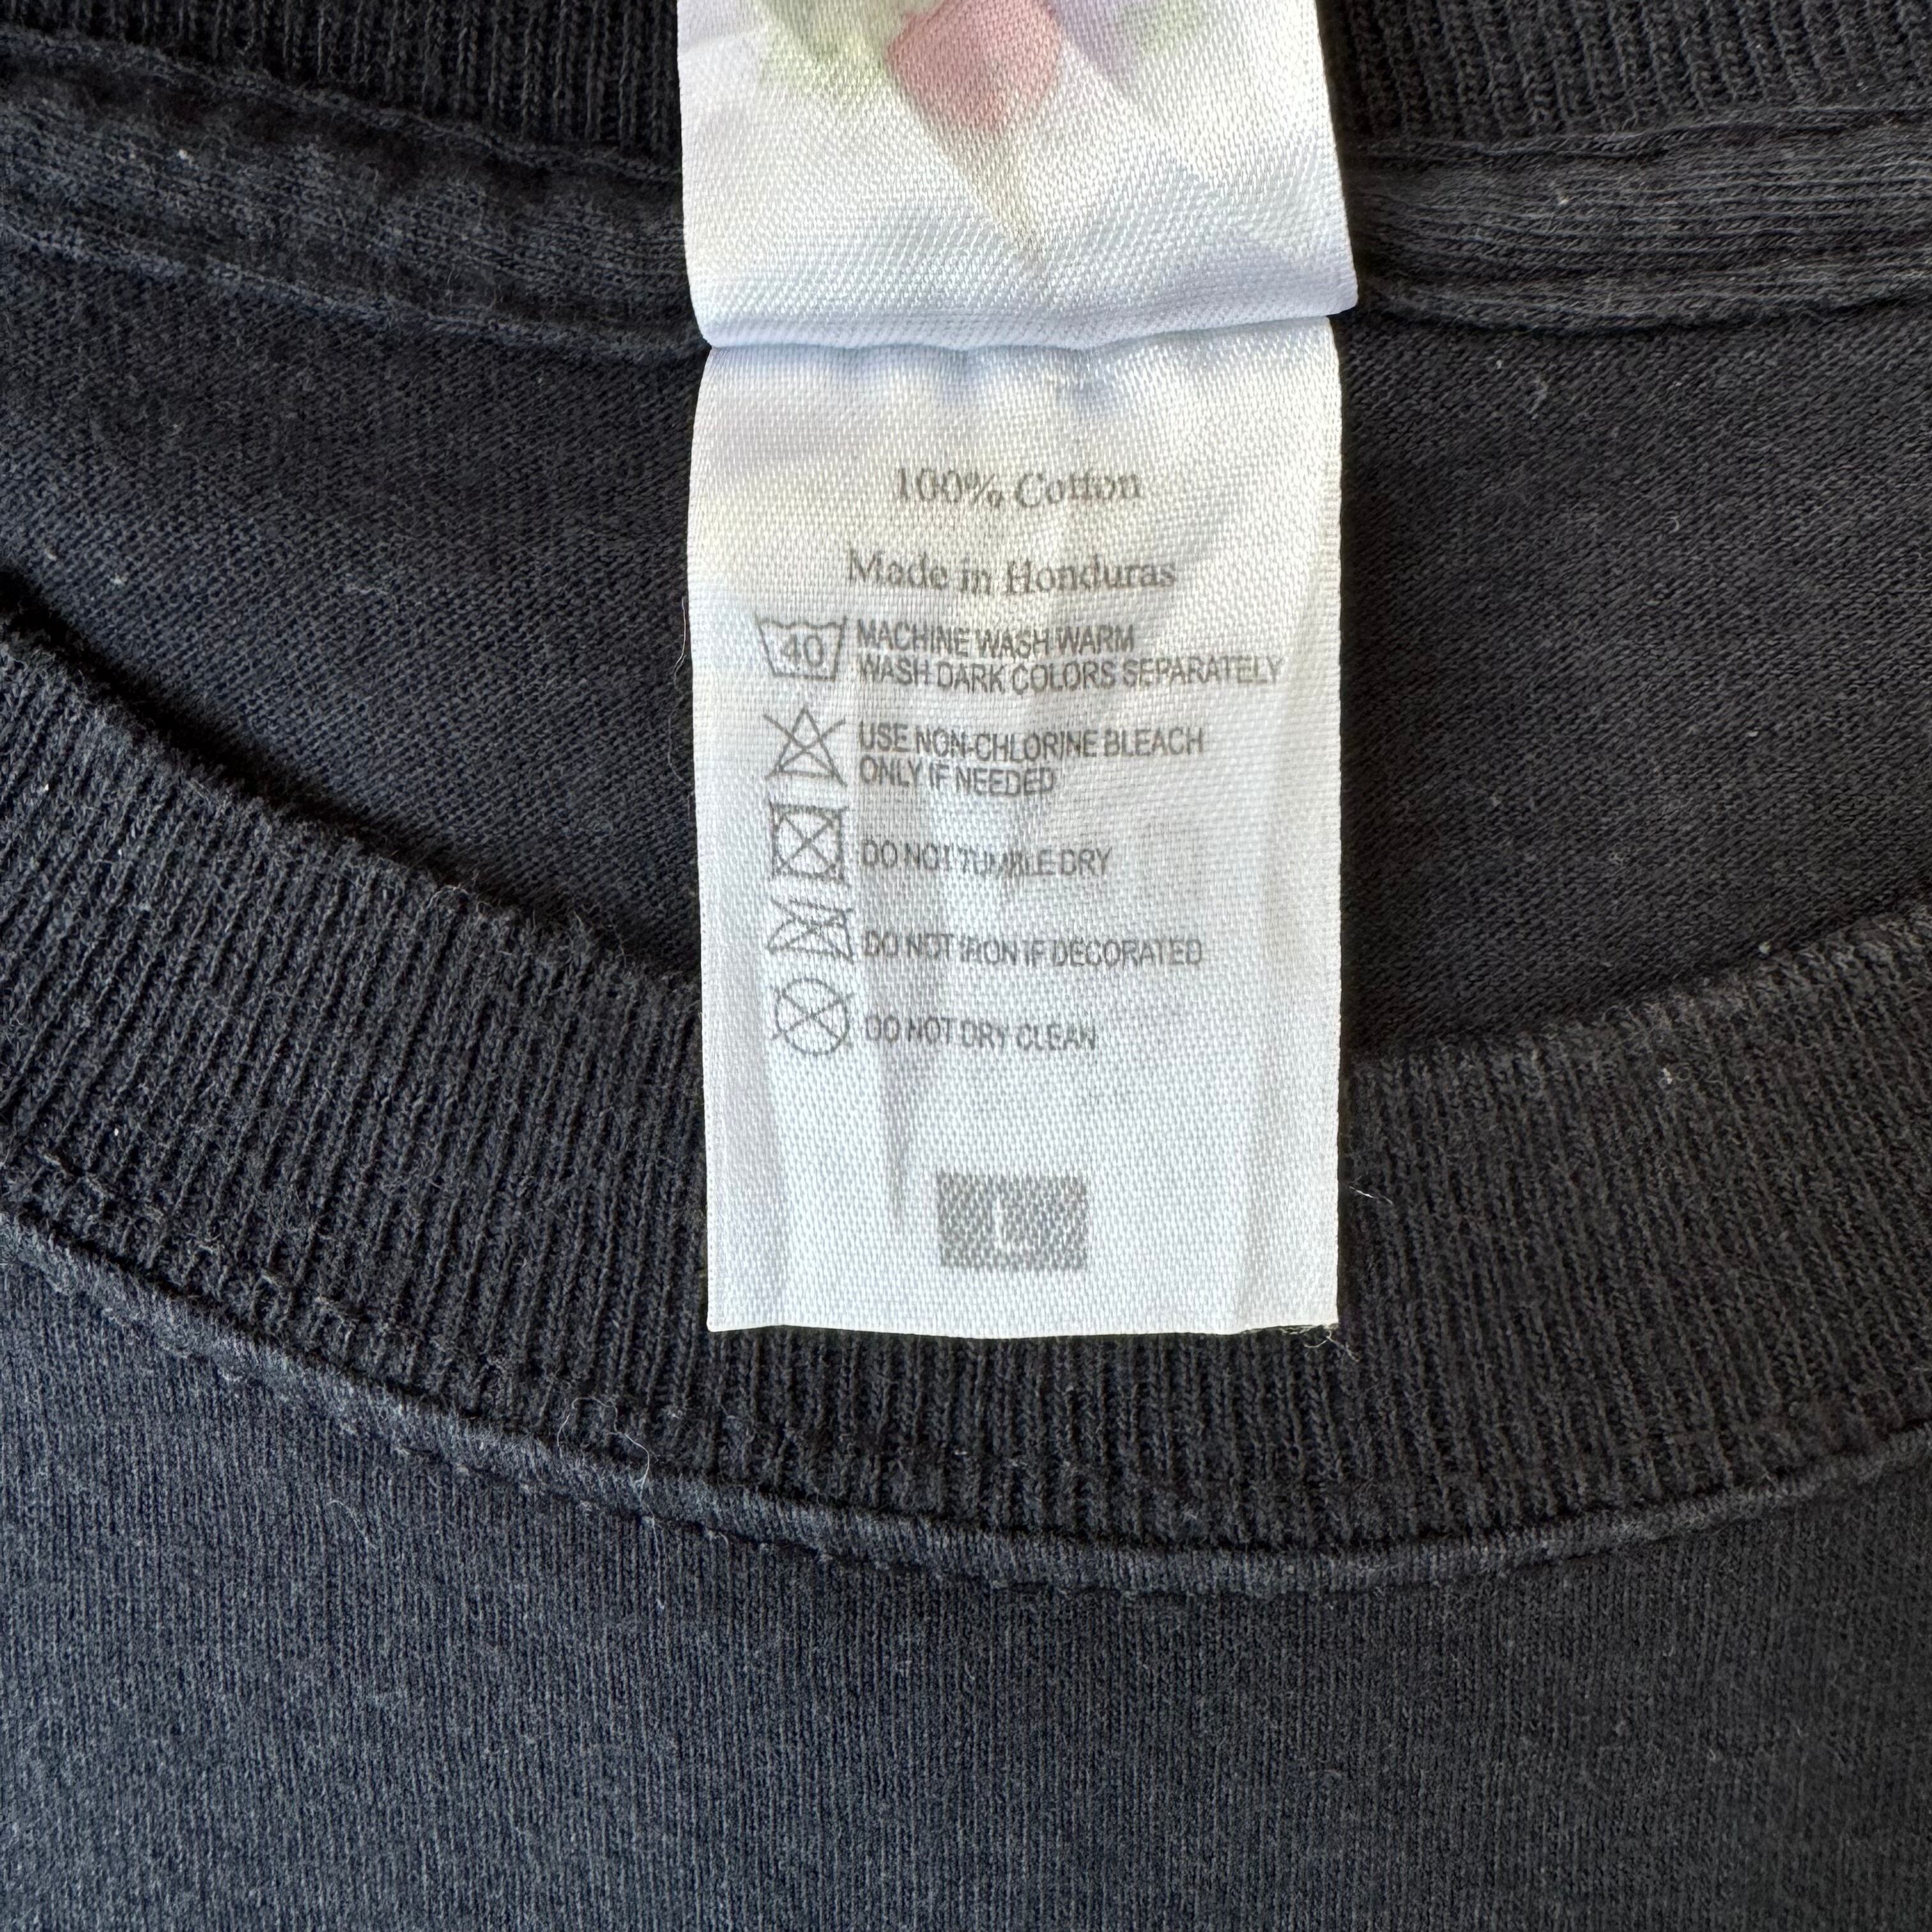 100% Cotton
Made in Honduras
40
MACHINE WASH WARM
WASH DARK COLORS SEPARATELY
USE NON-CHLORINE BLEACH
ONLY IF NEEDED
DO NOT TUMBLE DRY
DO NOT IRON IF DECORATED
DO NOT DRY CLEAN
L